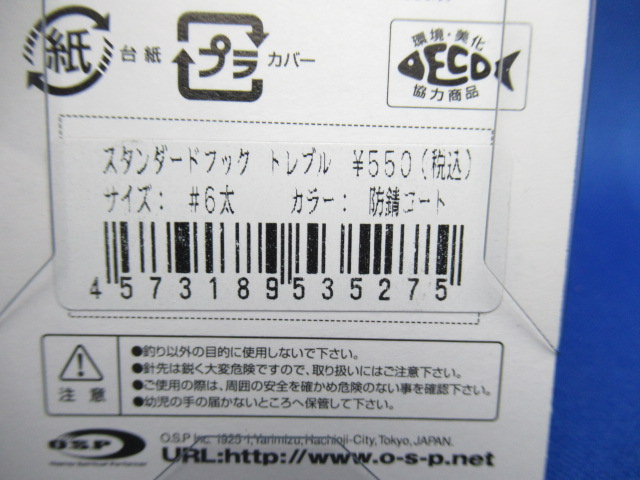 紙 台紙
プラ カバー
環境・美化
ECO
協力商品
スタンダードフック トレブル ¥550(税込)
サイズ: #6太 カラー: 防錆コート
4573189535275
注意
●釣り以外の目的に使用しないで下さい。
●針先は鋭く大変危険ですので、取り扱いにはご注意下さい。
●ご使用の際は、周囲の安全を確かめ危険のない事を確認下さい。
●幼児の手の届かないところへ保管して下さい。
O.S.P
O.S.P Inc. 1925-1,Yarimizu,Hachioji-City,Tokyo,JAPAN.
URL:http://www.o-s-p.net